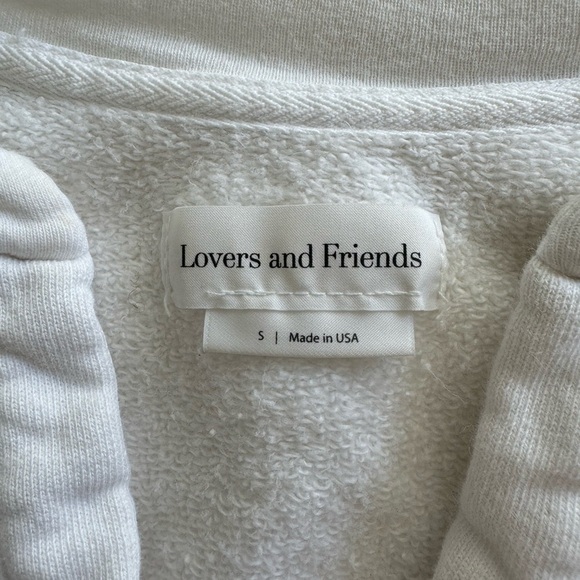 Lovers and Friends
S | Made in USA